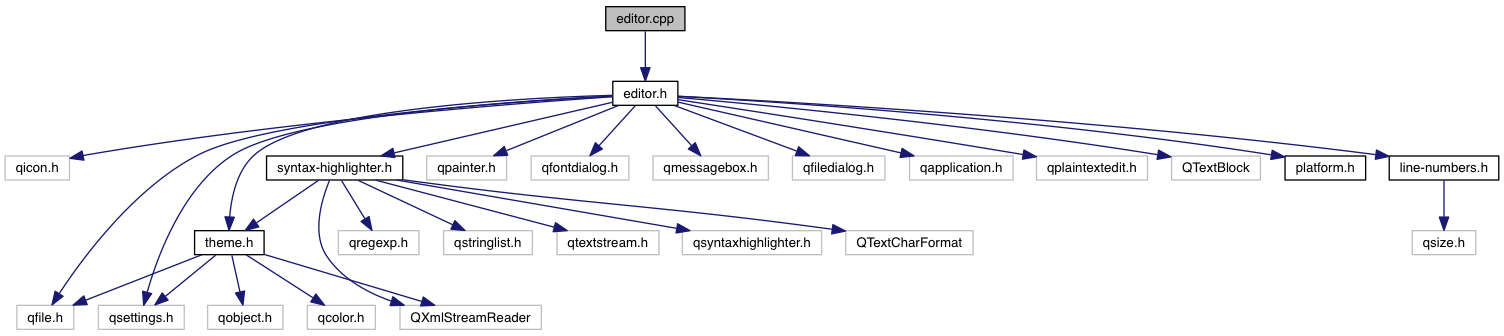 editor.cpp
editor.h
qicon.h
syntax-highlighter.h
qpainter.h
qfontdialog.h
qmessagebox.h
qfiledialog.h
qapplication.h
qplaintextedit.h
QTextBlock
platform.h
line-numbers.h
theme.h
qregexp.h
qstringlist.h
qtextstream.h
qsyntaxhighlighter.h
QTextCharFormat
qsize.h
qfile.h
qsettings.h
qobject.h
qcolor.h
QXmlStreamReader